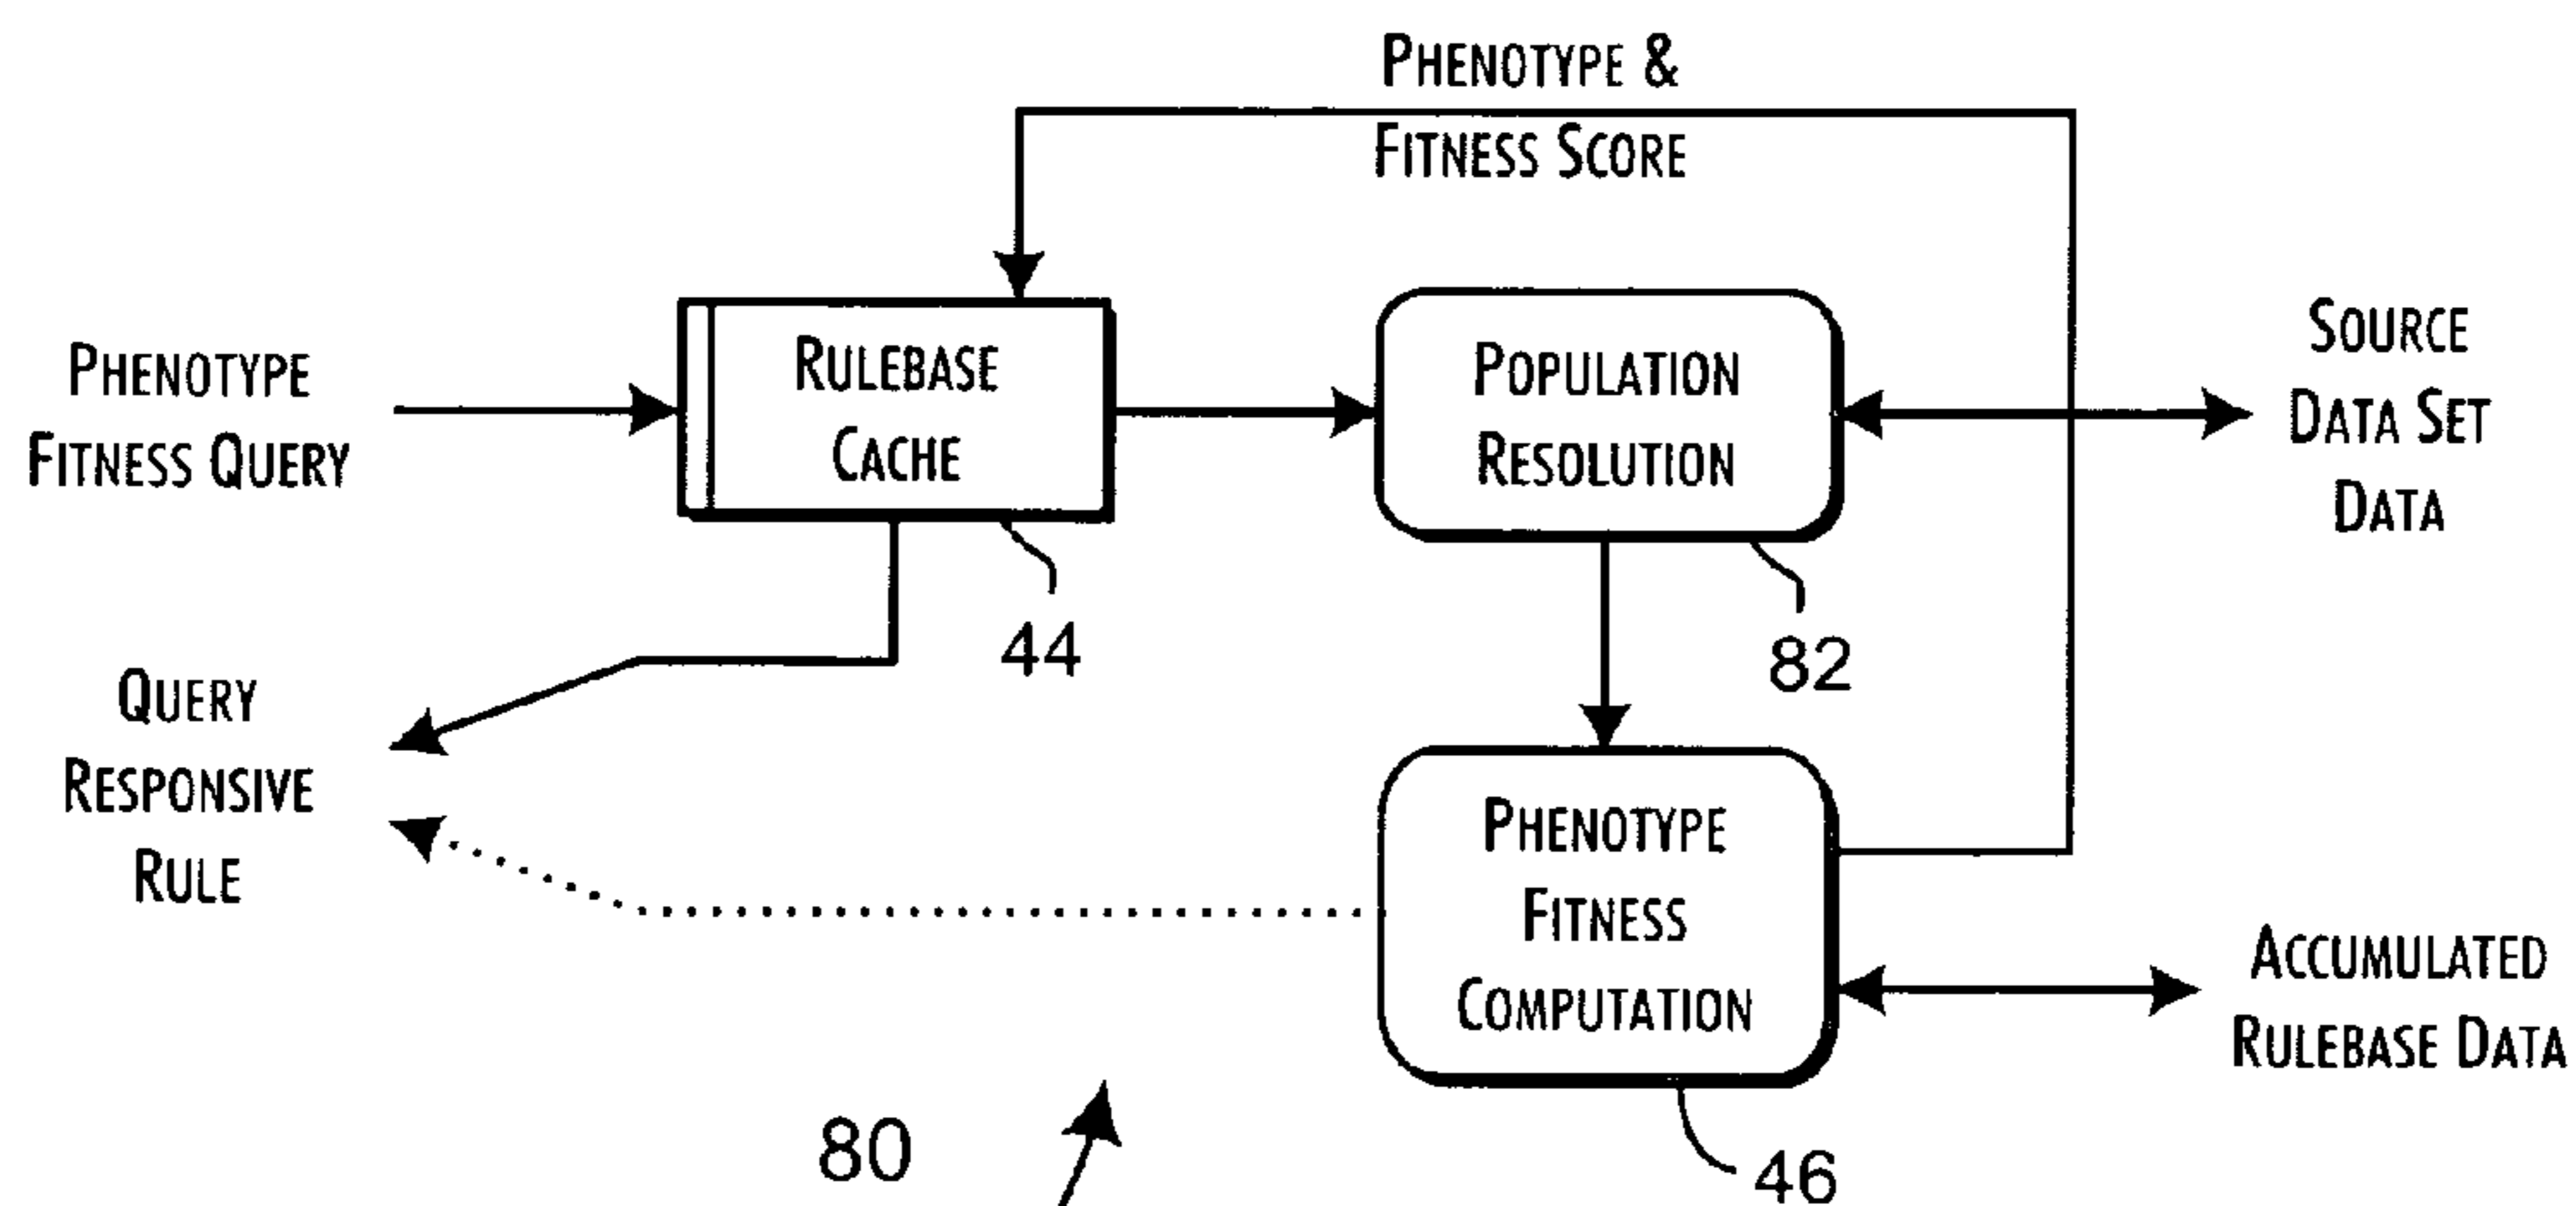 PHENOTYPE &
FITNESS SCORE
PHENOTYPE
FITNESS QUERY
RULEBASE
CACHE
POPULATION
RESOLUTION
SOURCE
DATA SET
DATA
44
82
QUERY
RESPONSIVE
RULE
PHENOTYPE
FITNESS
COMPUTATION
ACCUMULATED
RULEBASE DATA
80
46